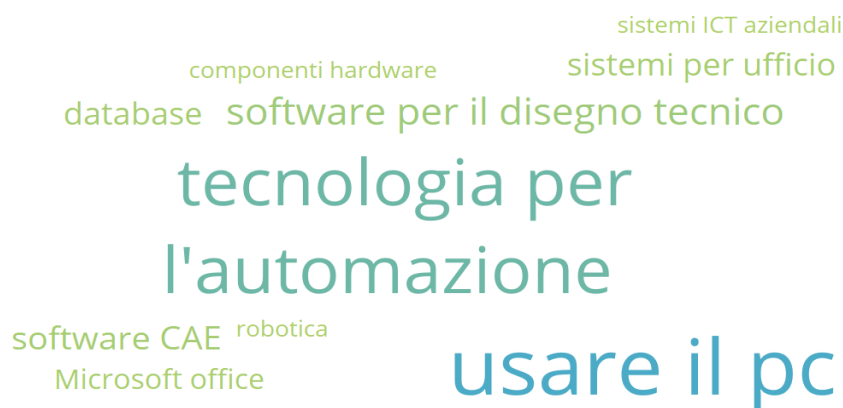 sistemi ICT aziendali
componenti hardware
sistemi per ufficio
database
software per il disegno tecnico
tecnologia per
l'automazione
software CAE
robotica
Microsoft office
usare il pc